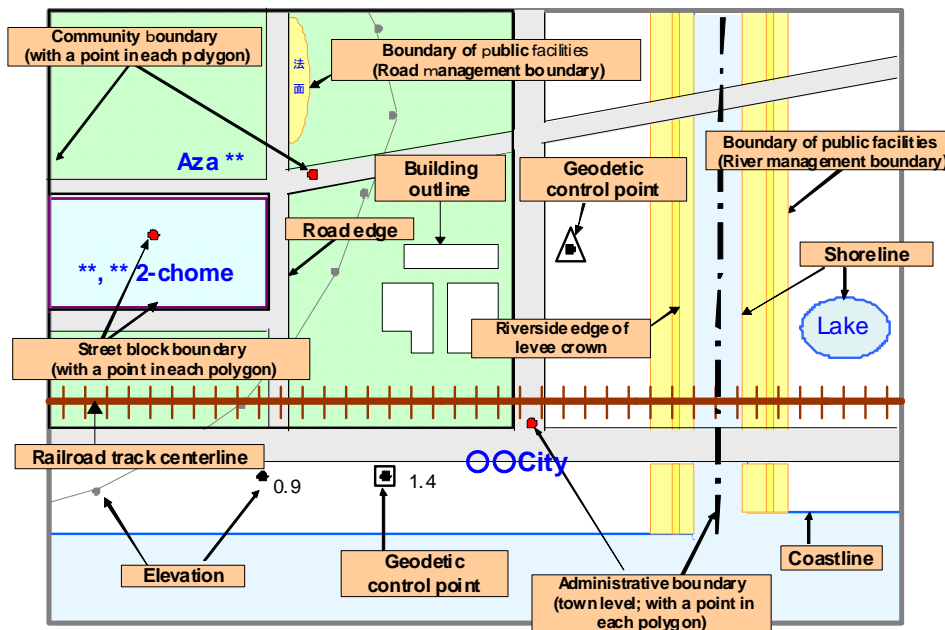 Community boundary
(with a point in each polygon)
法
面
Boundary of public facilities
(Road management boundary)
Aza **
Building
outline
Geodetic
control point
Boundary of public facilities
(River management boundary)
Road edge
**, ** 2-chome
Shoreline
Lake
Riverside edge of
levee crown
Street block boundary
(with a point in each polygon)
Railroad track centerline
○○City
0.9
1.4
Elevation
Geodetic
control point
Coastline
Administrative boundary
(town level; with a point in
each polygon)